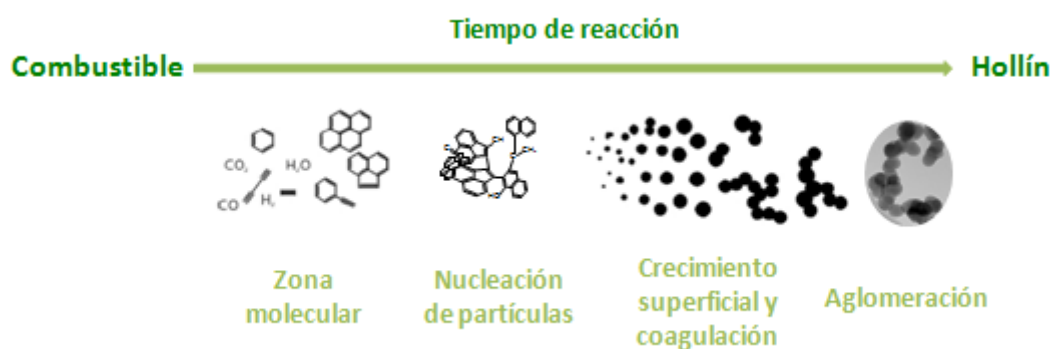 Tiempo de reacción
Combustible
Hollín
CO₂
H₂O
CO
H₂
Zona
molecular
Nucleación
de partículas
Crecimiento
superficial y
coagulación
Aglomeración